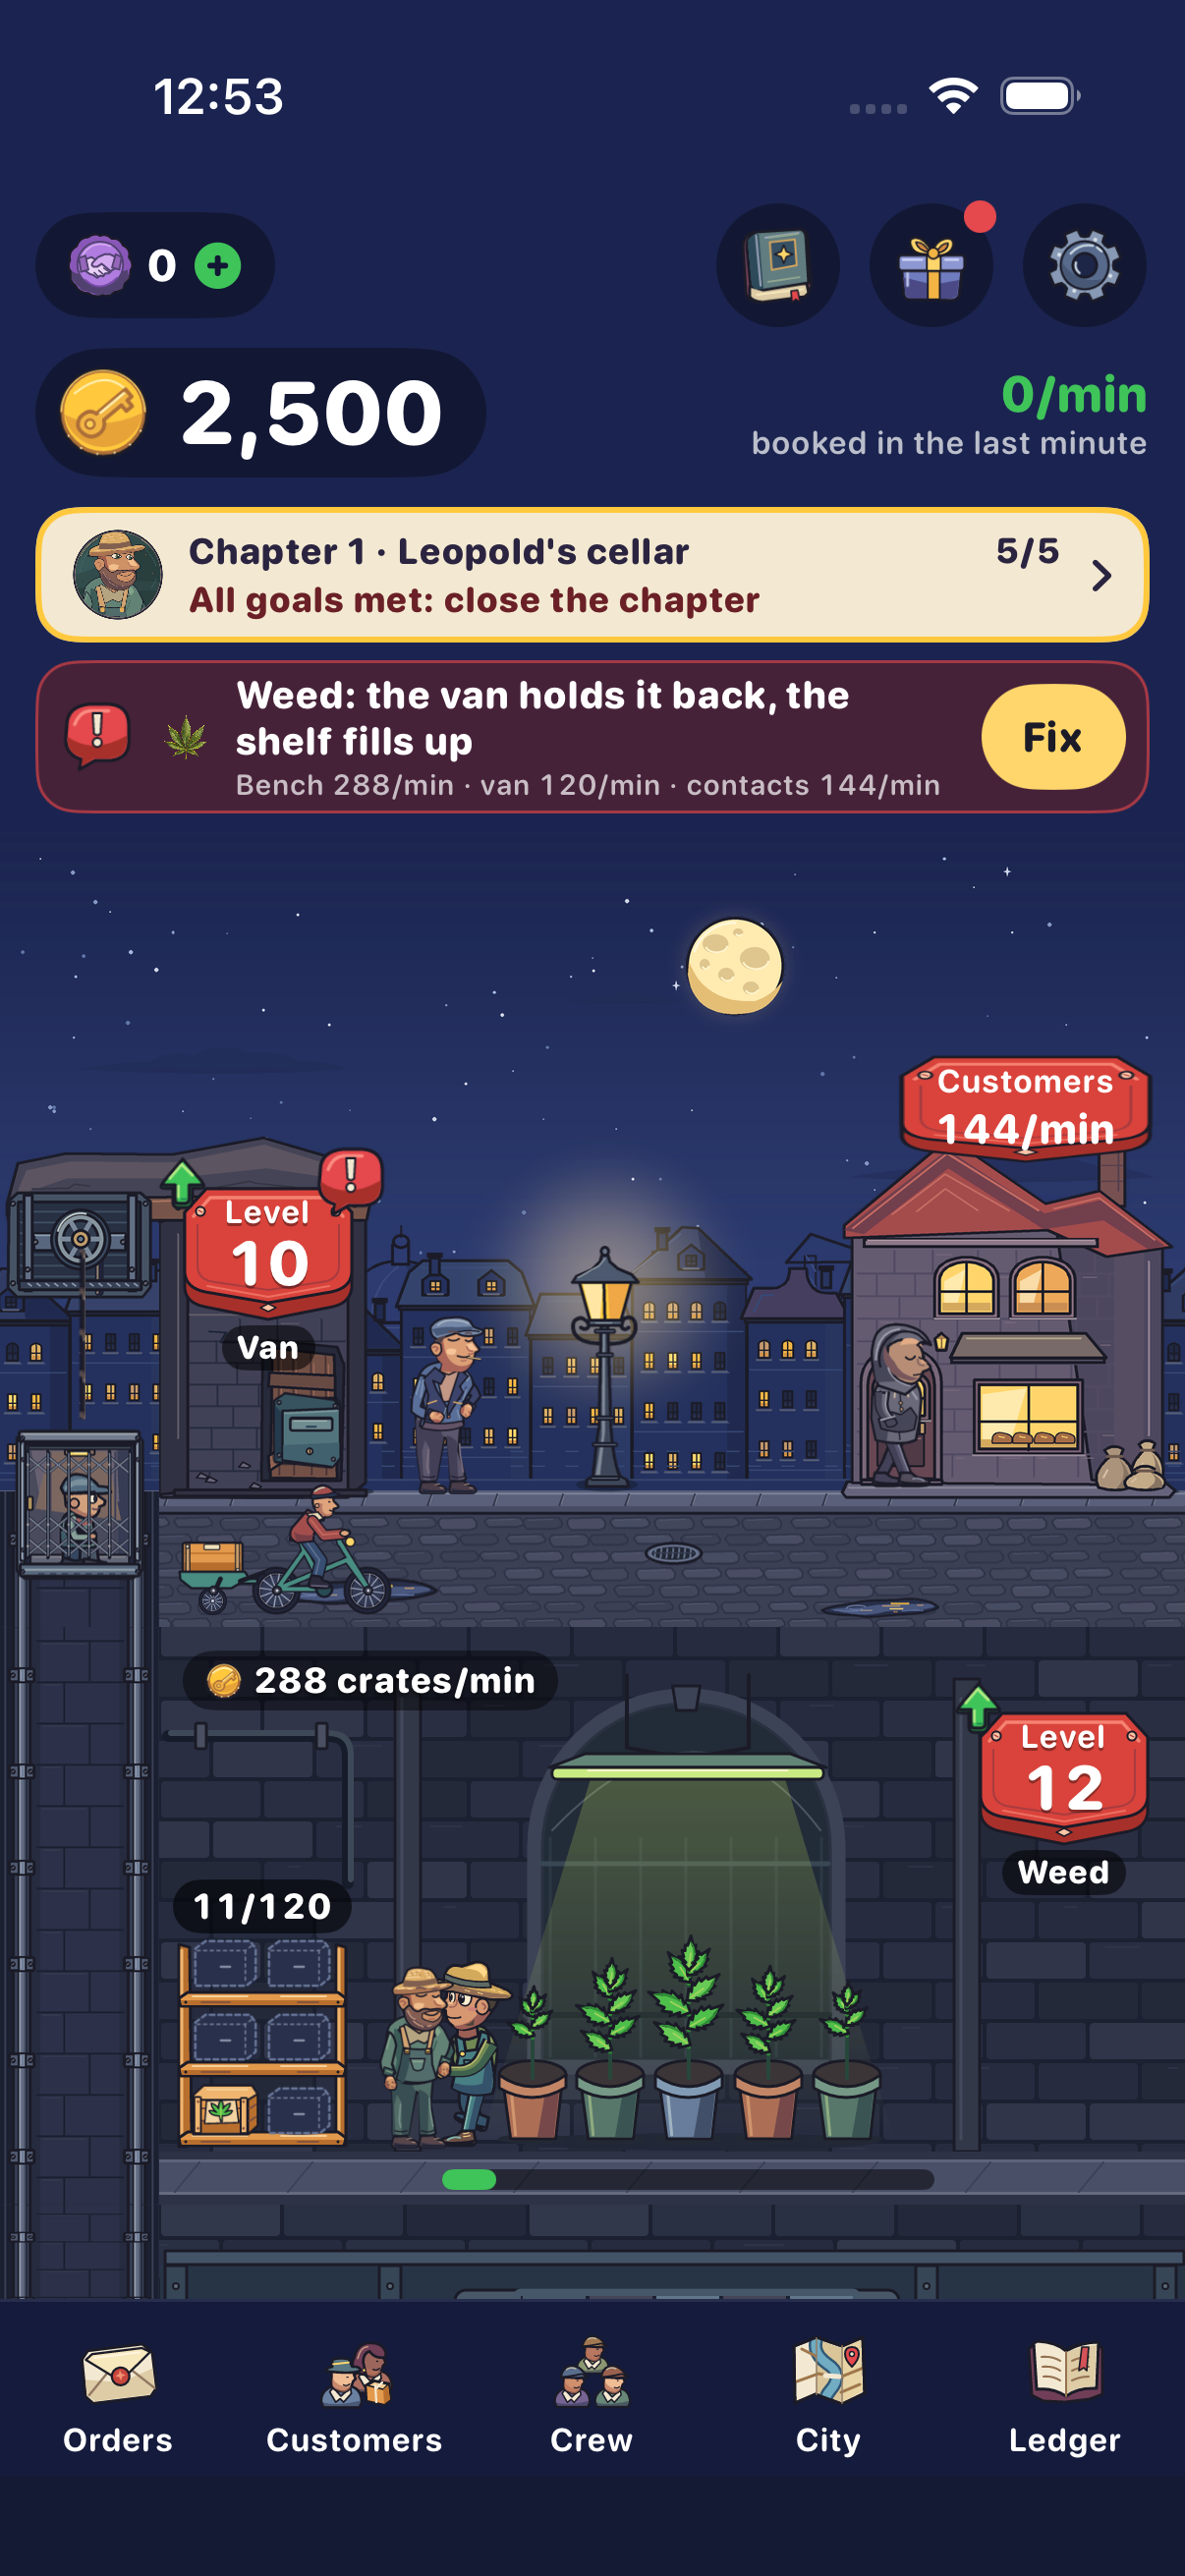 12:53
0
2,500
0/min
booked in the last minute
Chapter 1 · Leopold's cellar
5/5
All goals met: close the chapter
Weed: the van holds it back, the
shelf fills up
Bench 288/min · van 120/min · contacts 144/min
Fix
Customers
144/min
Level
10
Van
288 crates/min
Level
12
Weed
11/120
Orders
Customers
Crew
City
Ledger